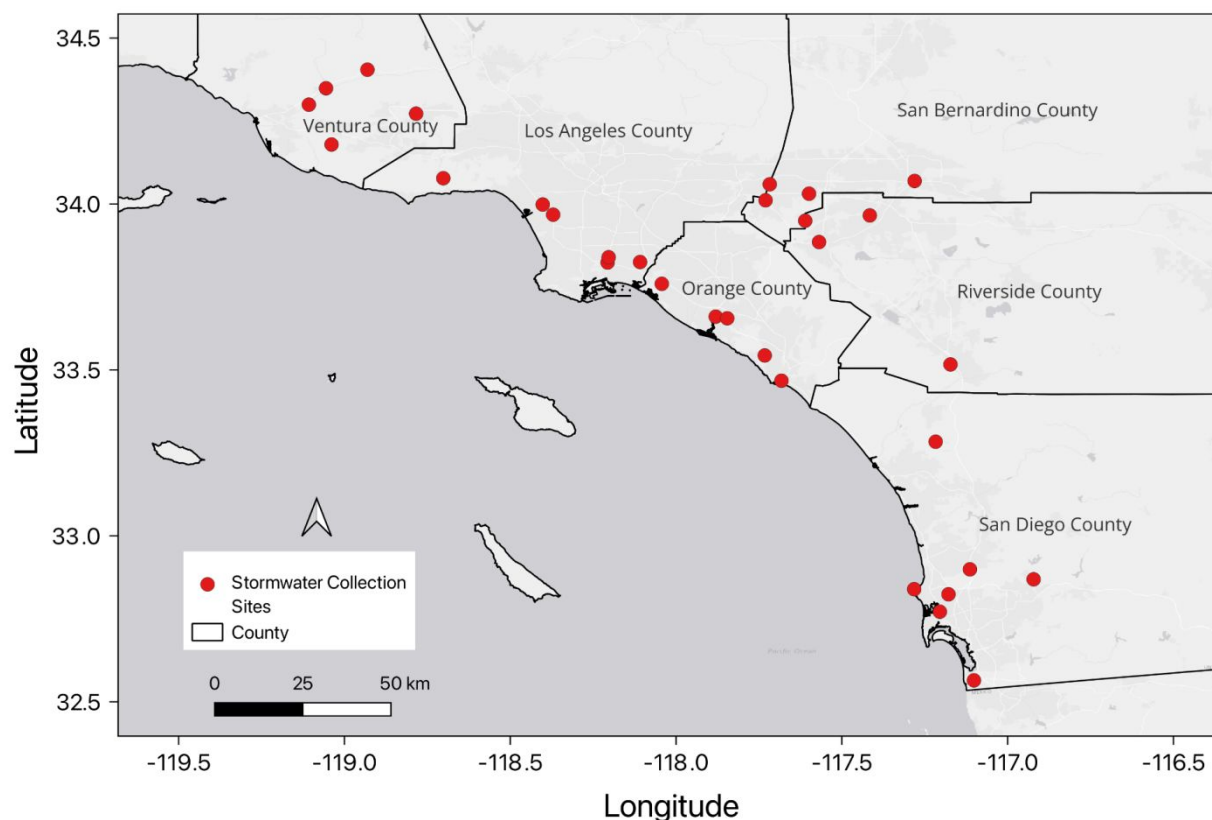 34.5
34.0
33.5
33.0
32.5
Latitude
Ventura County
Los Angeles County
San Bernardino County
Orange County
Riverside County
San Diego County
Stormwater Collection
Sites
County
0 25 50 km
Pacific Ocean
-119.5 -119.0 -118.5 -118.0 -117.5 -117.0 -116.5
Longitude